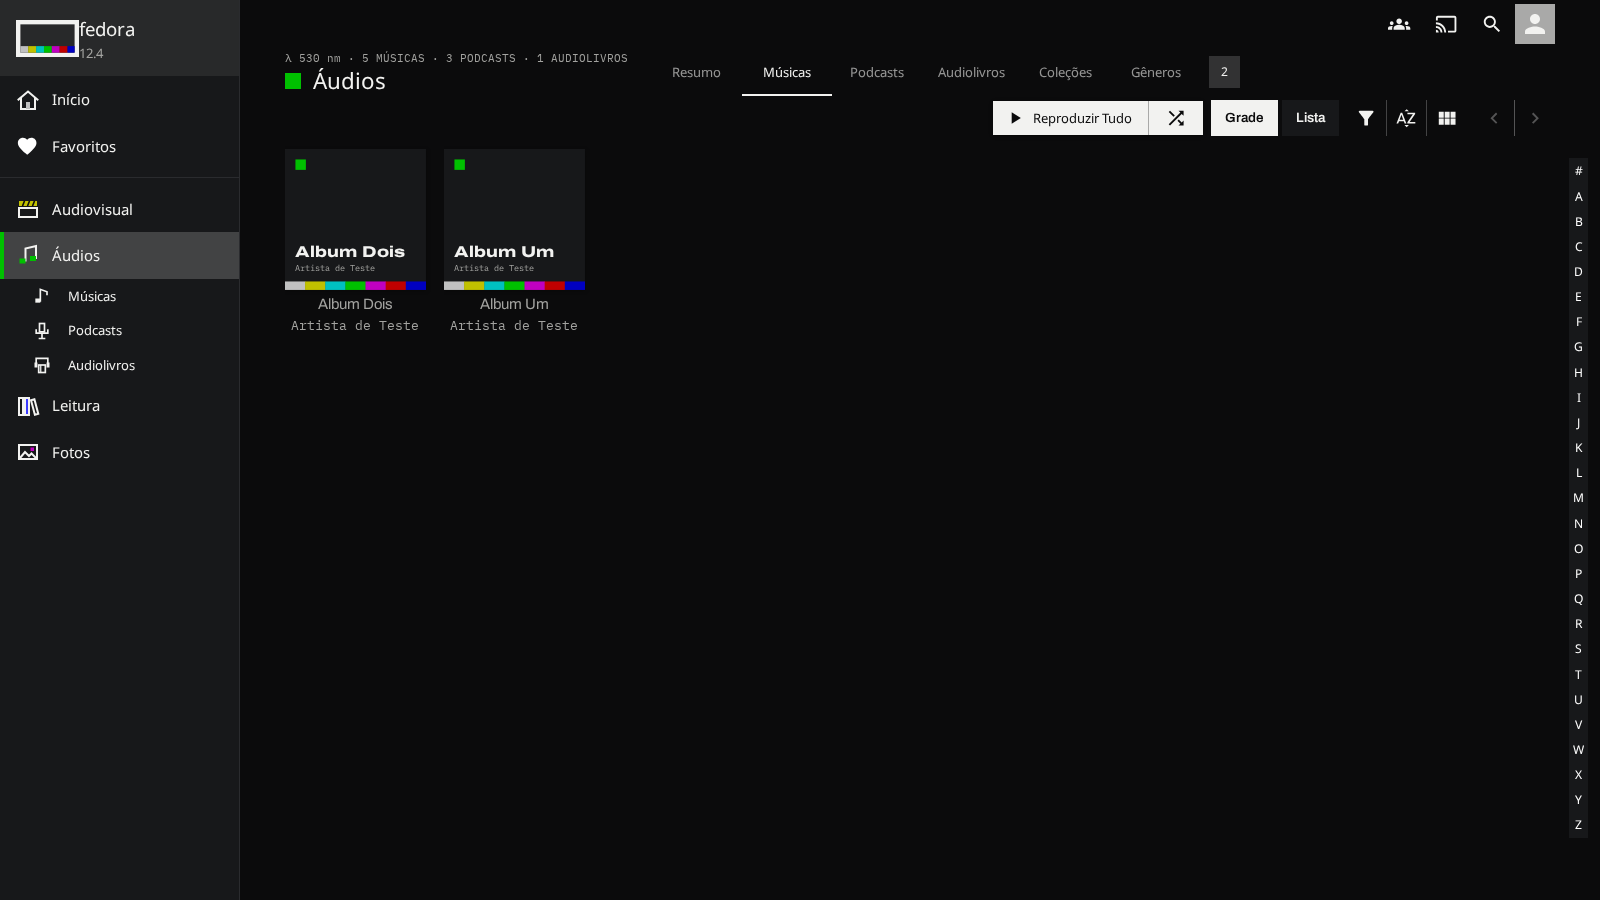 fedora
12.4
Início
Favoritos
Audiovisual
Áudios
Músicas
Podcasts
Audiolivros
Leitura
Fotos
λ 530 nm · 5 MÚSICAS · 3 PODCASTS · 1 AUDIOLIVROS
Áudios
Resumo Músicas Podcasts Audiolivros Coleções Gêneros 2
Reproduzir Tudo Grade Lista AZ
Album Dois
Artista de Teste
Album Dois
Artista de Teste
Album Um
Artista de Teste
Album Um
Artista de Teste
#
A
B
C
D
E
F
G
H
I
J
K
L
M
N
O
P
Q
R
S
T
U
V
W
X
Y
Z